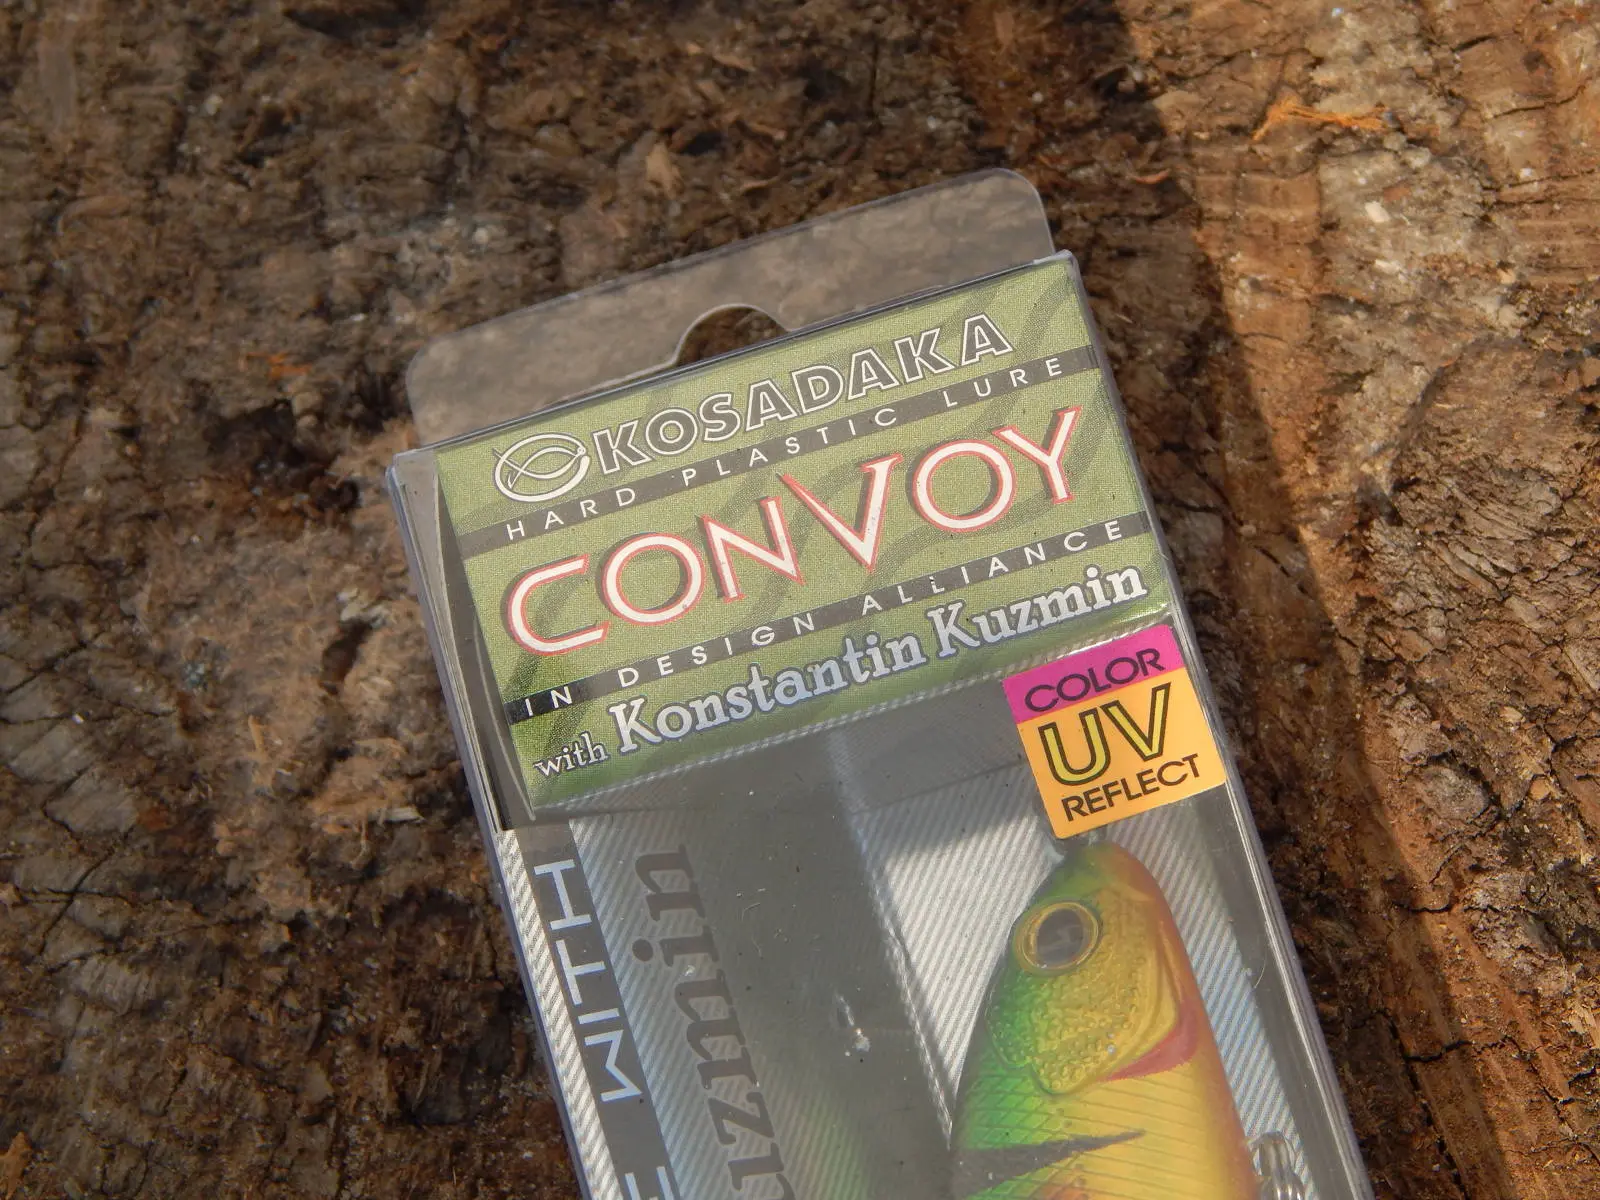 KOSADAKA
HARD PLASTIC LURE
CONVOY
IN DESIGN ALLIANCE
with Konstantin Kuzmin
COLOR
UV
REFLECT
WITH